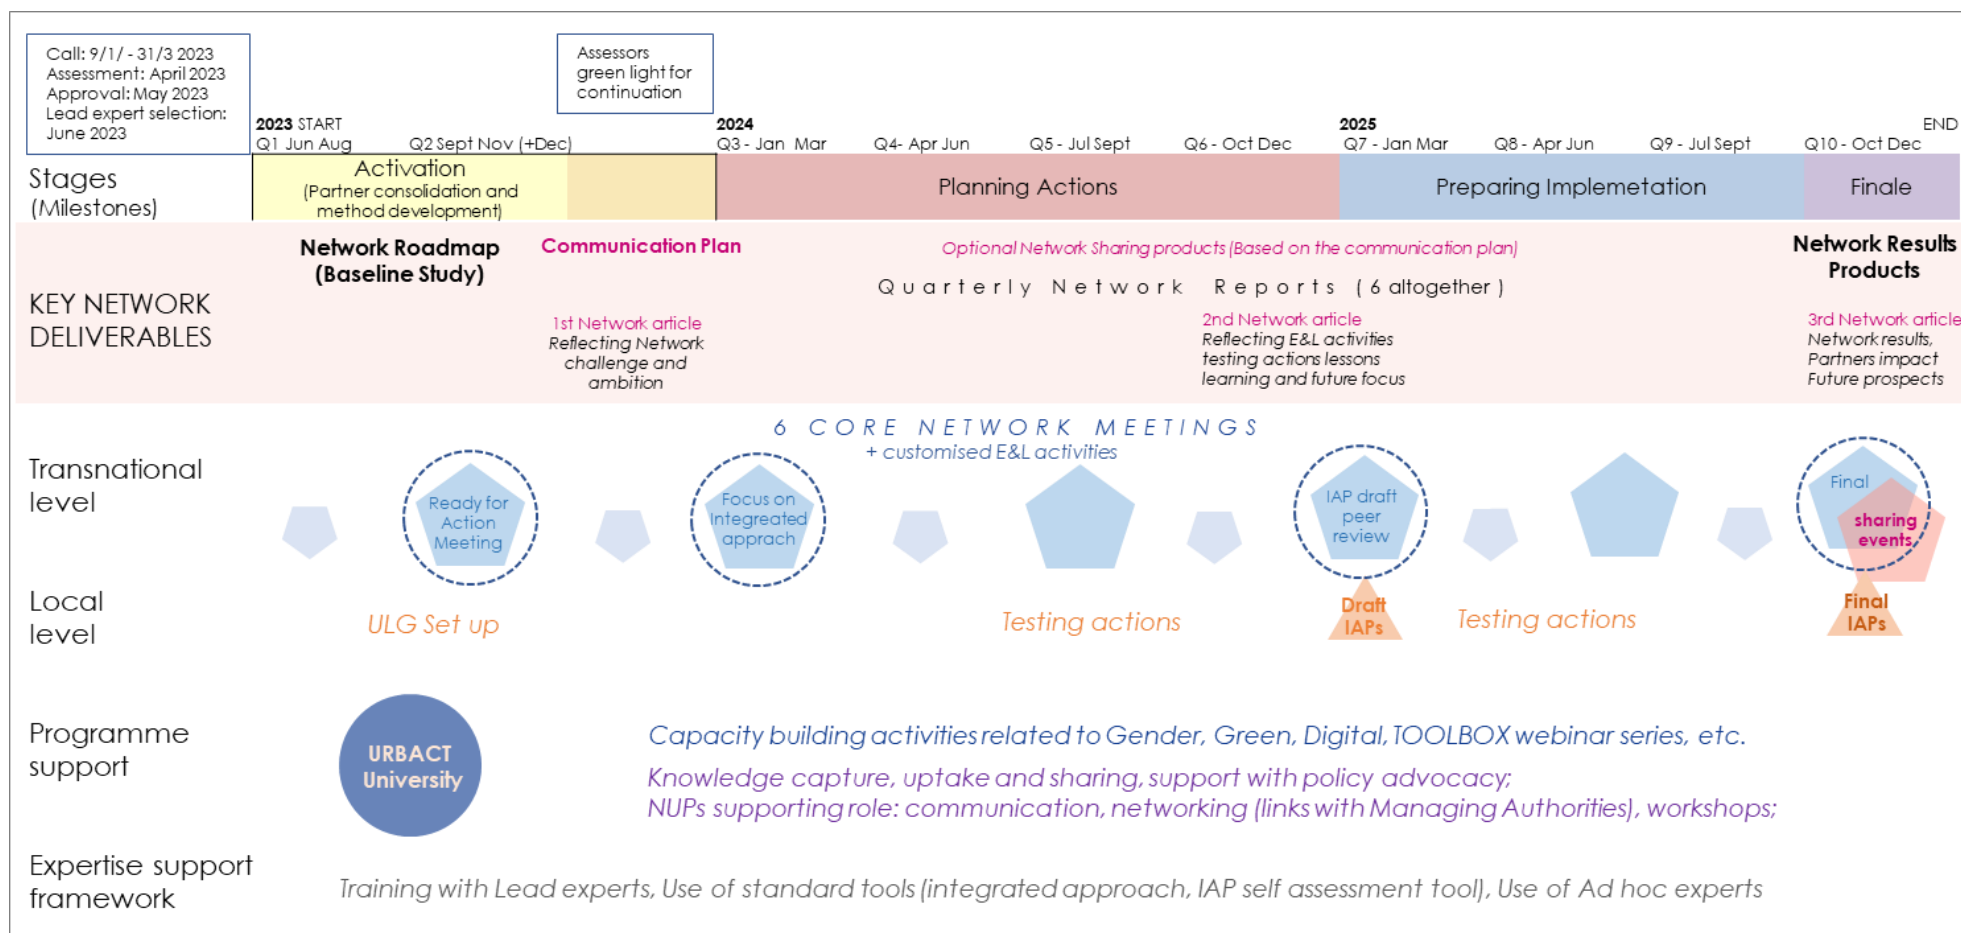 Call: 9/1/ - 31/3 2023
Assessment: April 2023
Approval: May 2023
Lead expert selection:
June 2023
Assessors
green light for
continuation
2023 START
2024
2025
END
Q1 Jun Aug
Q2 Sept Nov (+Dec)
Q3 - Jan Mar
Q4- Apr Jun
Q5 - Jul Sept
Q6 - Oct Dec
Q7 - Jan Mar
Q8 - Apr Jun
Q9 - Jul Sept
Q10 - Oct Dec
Stages
(Milestones)
Activation
(Partner consolidation and
method development)
Planning Actions
Preparing Implemetation
Finale
KEY NETWORK
DELIVERABLES
Network Roadmap
(Baseline Study)
Communication Plan
Optional Network Sharing products (Based on the communication plan)
Quarterly Network Reports (6 altogether)
Network Results
Products
1st Network article
Reflecting Network
challenge and
ambition
2nd Network article
Reflecting E&L activities
testing actions lessons
learning and future focus
3rd Network article
Network results,
Partners impact
Future prospects
6 CORE NETWORK MEETINGS
+ customised E&L activities
Transnational
level
Ready for
Action
Meeting
Focus on
Integreated
apprach
IAP draft
peer
review
Final
sharing
events
Local
level
ULG Set up
Testing actions
Draft
IAPs
Testing actions
Final
IAPs
Programme
support
URBACT
University
Capacity building activities related to Gender, Green, Digital, TOOLBOX webinar series, etc.
Knowledge capture, uptake and sharing, support with policy advocacy;
NUPs supporting role: communication, networking (links with Managing Authorities), workshops;
Expertise support
framework
Training with Lead experts, Use of standard tools (integrated approach, IAP self assessment tool), Use of Ad hoc experts